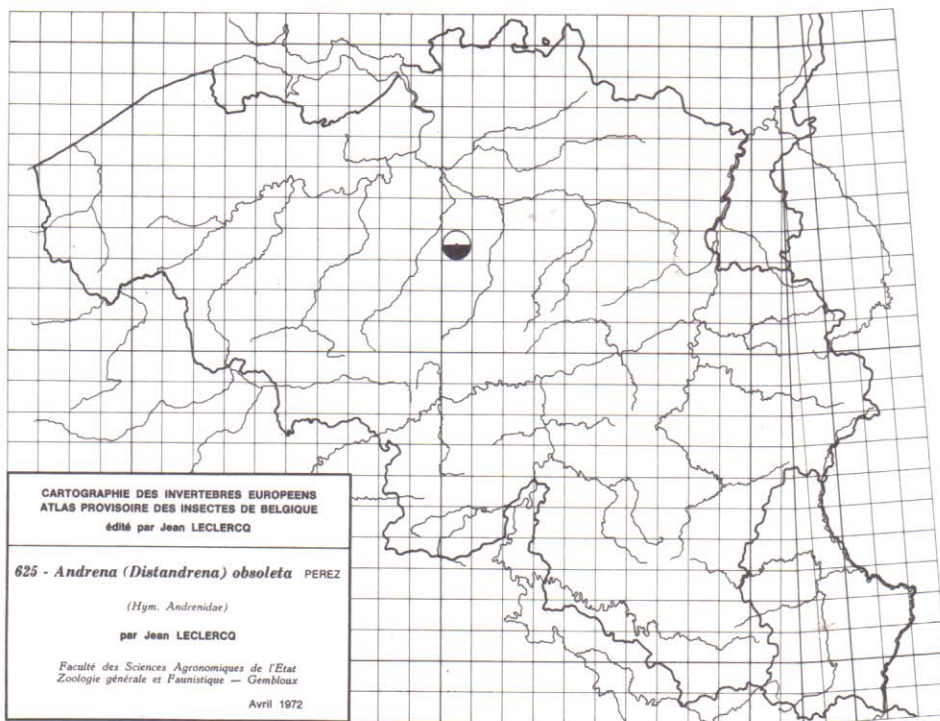 CARTOGRAPHIE DES INVERTEBRES EUROPEENS
ATLAS PROVISOIRE DES INSECTES DE BELGIQUE
édité par Jean LECLERCQ
625 - Andrena (Distandrena) obsoleta PEREZ
(Hym. Andrenidae)
par Jean LECLERCQ
Faculté des Sciences Agronomiques de l'Etat
Zoologie générale et Faunistique — Gembloux
Avril 1972